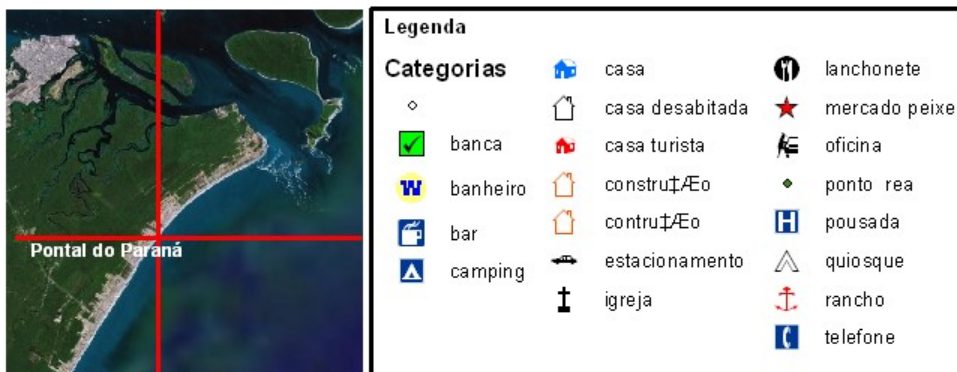 Pontal do Paraná
Legenda
Categorias
banca
banheiro
bar
camping
casa
casa desabitada
casa turista
constru‡Æo
contru‡Æo
estacionamento
igreja
lanchonete
mercado peixe
oficina
ponto rea
pousada
quiosque
rancho
telefone